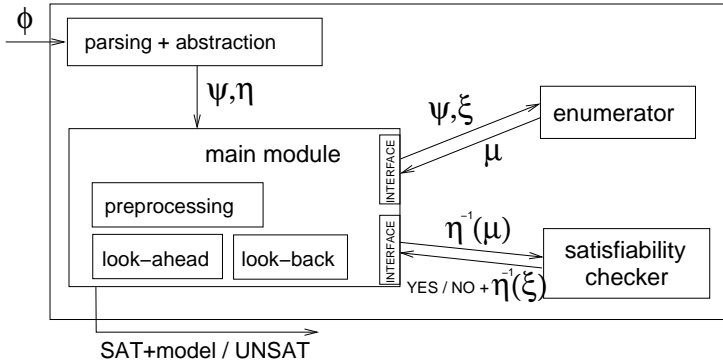 ϕ
parsing + abstraction
ψ,η
main module
INTERFACE
ψ,ξ
μ
enumerator
preprocessing
look−ahead
look−back
INTERFACE
η⁻¹(μ)
YES / NO + η⁻¹(ξ)
satisfiability
checker
SAT+model / UNSAT